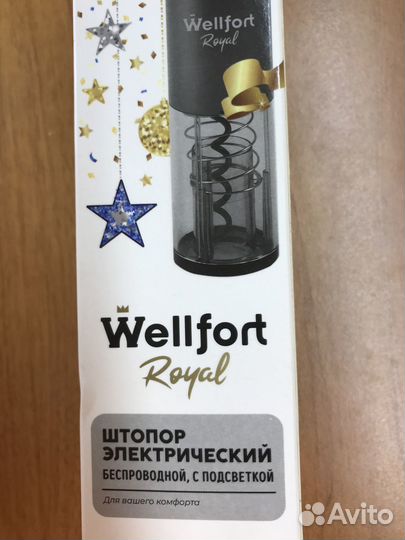 Wellfort
Royal
Wellfort
Royal
ШТОПОР
ЭЛЕКТРИЧЕСКИЙ
БЕСПРОВОДНОЙ, С ПОДСВЕТКОЙ
Для вашего комфорта
Avito